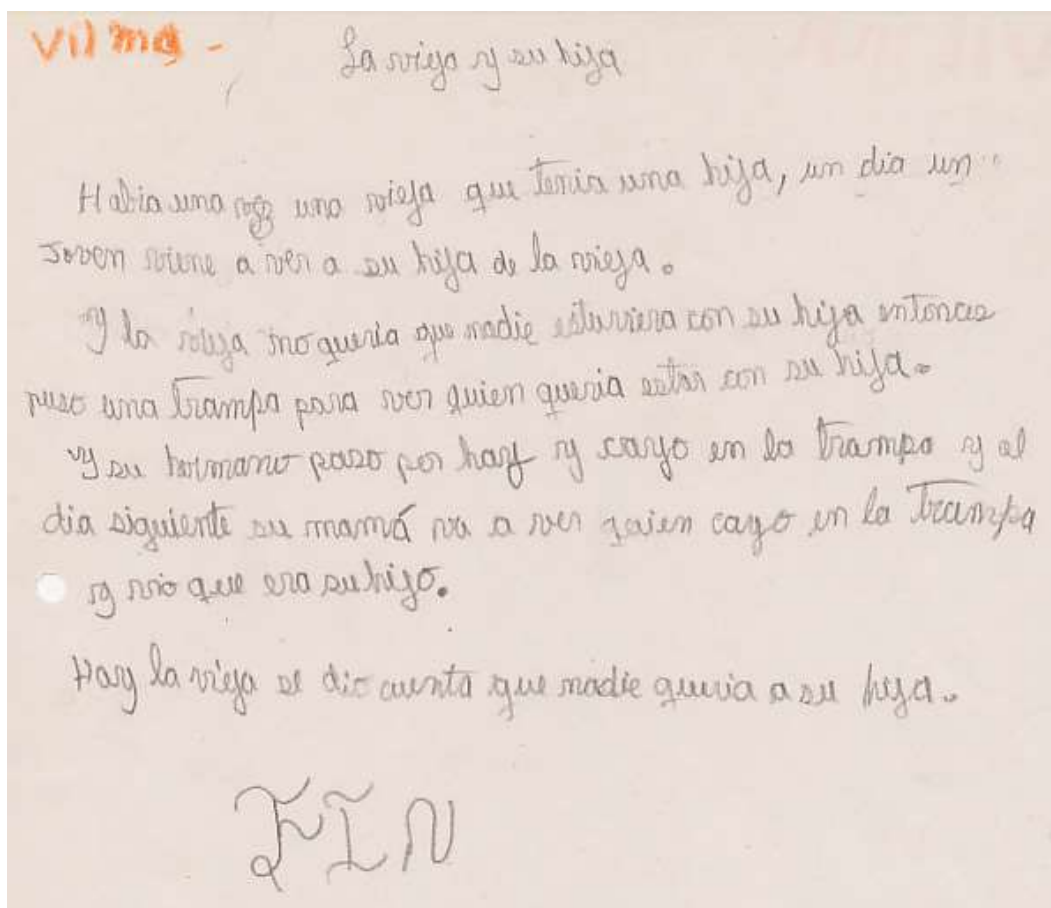 Vilma -
La vieja y su hija
Habia una vez una vieja que tenia una hija, un dia un
Joven viene a ver a su hija de la vieja.
Y la vieja no queria que nadie estuviera con su hija entonces
puso una trampa para ver quien queria estar con su hija.
Y su hermano paso por hay y cayo en la trampa y al
dia siguiente su mamá va a ver quien cayo en la trampa
y vio que era su hijo.
Hay la vieja se dio cuenta que nadie queria a su hija.
FIN